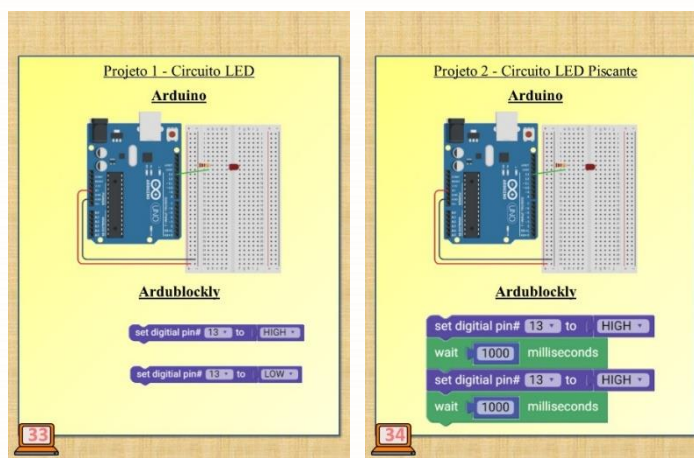 Projeto 1 - Circuito LED
Arduino
Ardublockly
set digitial pin# 13 to HIGH
set digitial pin# 13 to LOW
33
Projeto 2 - Circuito LED Piscante
Arduino
Ardublockly
set digitial pin# 13 to HIGH
wait 1000 milliseconds
set digitial pin# 13 to HIGH
wait 1000 milliseconds
34